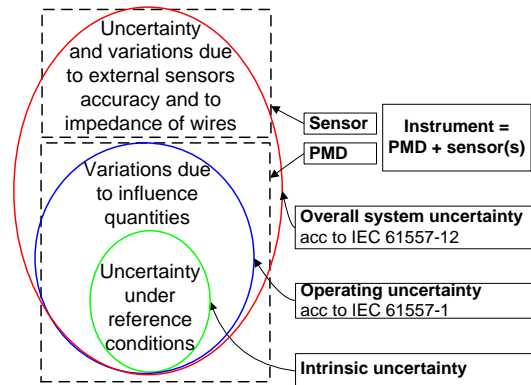 Uncertainty
and variations due
to external sensors
accuracy and to
impedance of wires
Sensor
PMD
Instrument =
PMD + sensor(s)
Variations due
to influence
quantities
Overall system uncertainty
acc to IEC 61557-12
Uncertainty
under
reference
conditions
Operating uncertainty
acc to IEC 61557-1
Intrinsic uncertainty